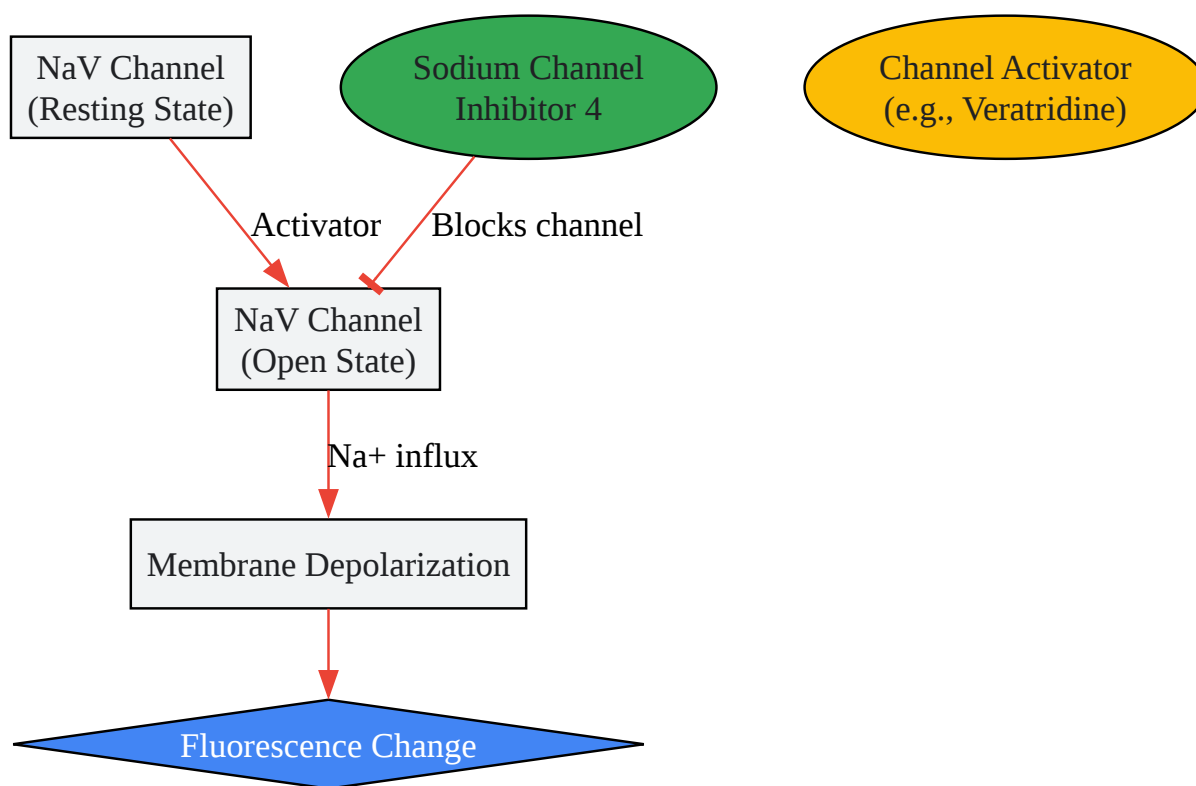 NaV Channel
(Resting State)
Sodium Channel
Inhibitor 4
Channel Activator
(e.g., Veratridine)
Activator
Blocks channel
NaV Channel
(Open State)
Na+ influx
Membrane Depolarization
Fluorescence Change